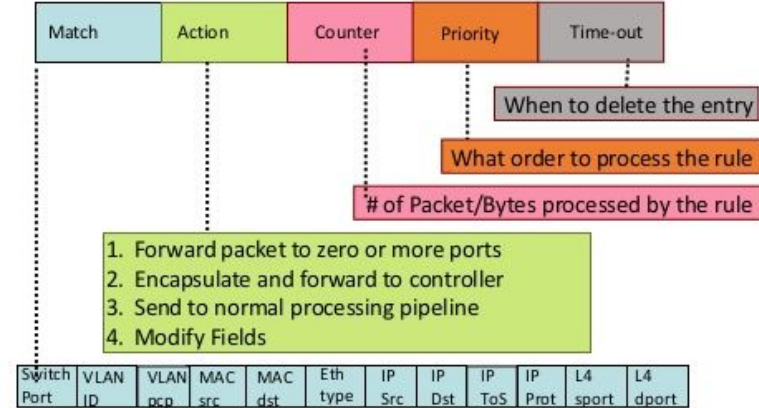 Match Action Counter Priority Time-out
When to delete the entry
What order to process the rule
# of Packet/Bytes processed by the rule
1. Forward packet to zero or more ports
2. Encapsulate and forward to controller
3. Send to normal processing pipeline
4. Modify Fields
Switch VLAN VLAN MAC MAC Eth IP IP IP IP L4 L4
Port ID pcp src dst type Src Dst ToS Prot sport dport